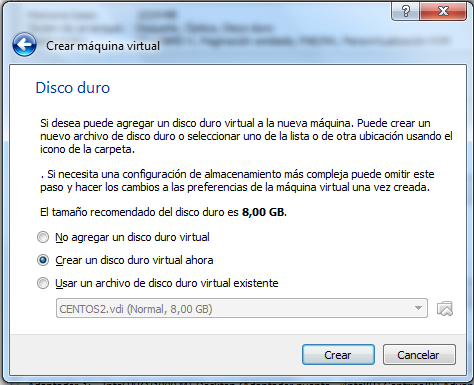 Crear máquina virtual
Disco duro
Si desea puede agregar un disco duro virtual a la nueva máquina. Puede crear un
nuevo archivo de disco duro o seleccionar uno de la lista o de otra ubicación usando el
icono de la carpeta.
. Si necesita una configuración de almacenamiento más compleja puede omitir este
paso y hacer los cambios a las preferencias de la máquina virtual una vez creada.
El tamaño recomendado del disco duro es 8,00 GB.
No agregar un disco duro virtual
Crear un disco duro virtual ahora
Usar un archivo de disco duro virtual existente
CENTOS2.vdi (Normal, 8,00 GB)
Crear
Cancelar